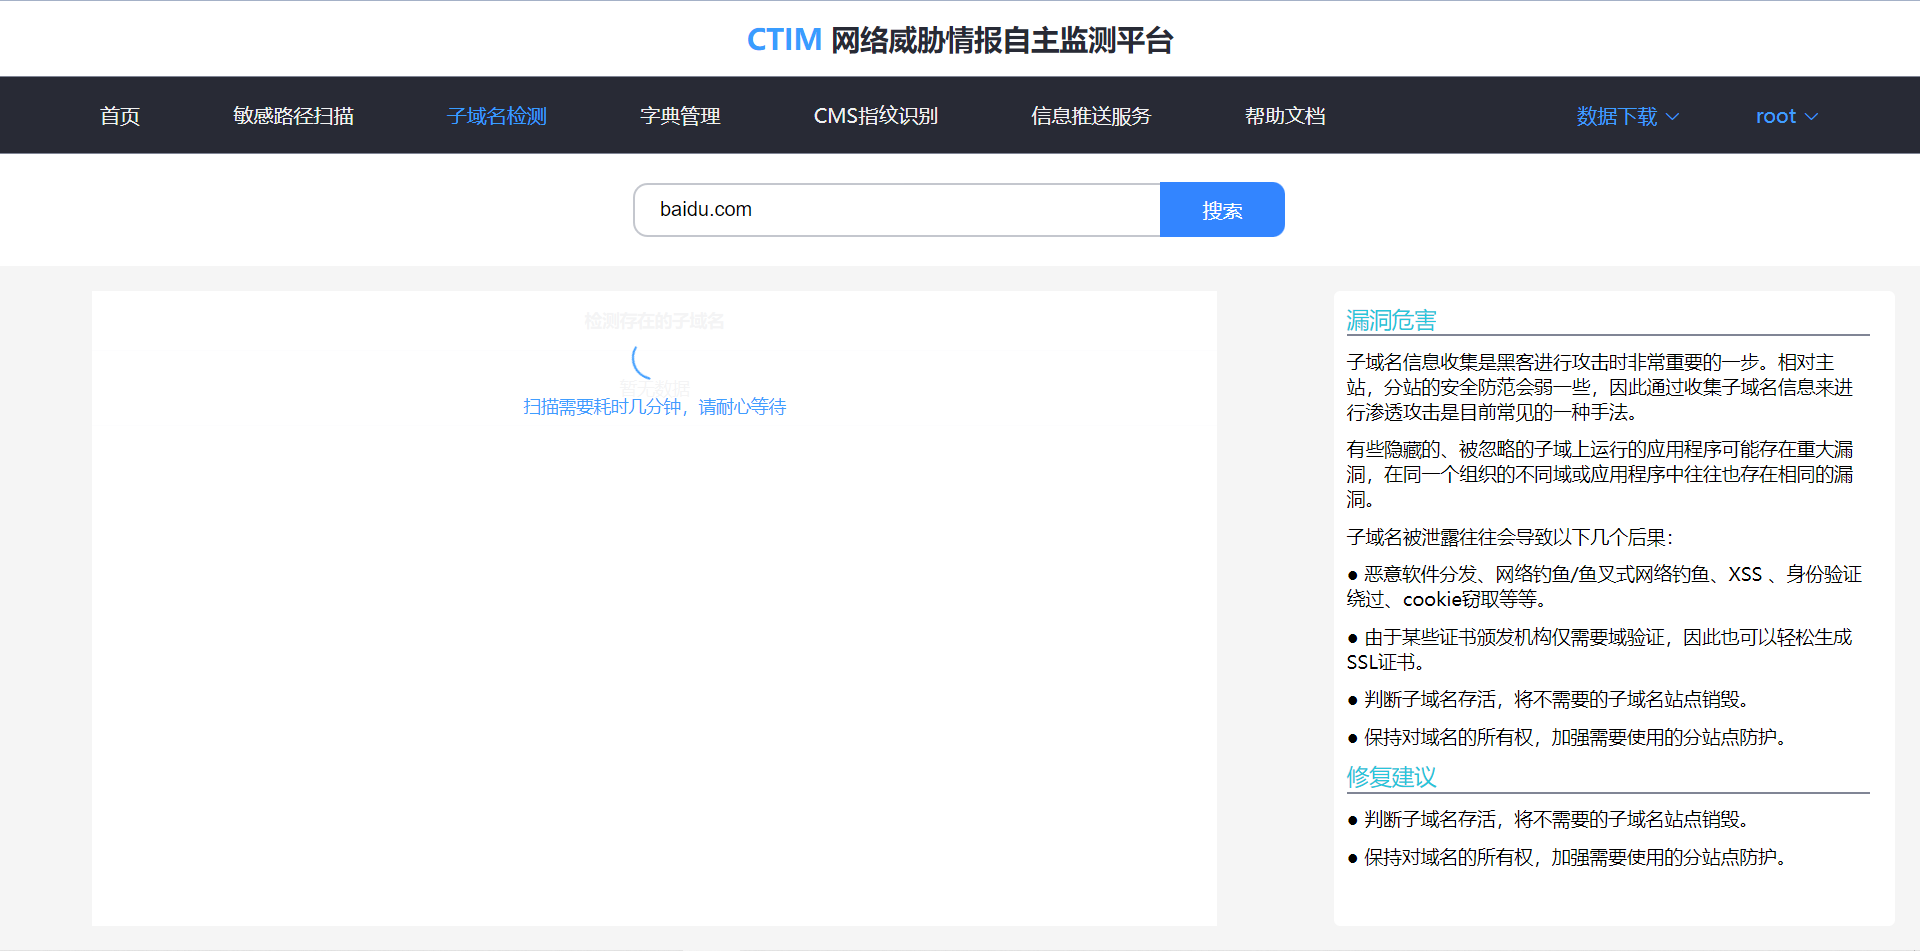 CTIM 网络威胁情报自主监测平台
首页 敏感路径扫描 子域名检测 字典管理 CMS指纹识别 信息推送服务 帮助文档 数据下载 root
baidu.com 搜索
检测存在的子域名
暂无数据
扫描需要耗时几分钟，请耐心等待
漏洞危害
子域名信息收集是黑客进行攻击时非常重要的一步。相对主
站，分站的安全防范会弱一些，因此通过收集子域名信息来进
行渗透攻击是目前常见的一种手法。
有些隐藏的、被忽略的子域上运行的应用程序可能存在重大漏
洞，在同一个组织的不同域或应用程序中往往也存在相同的漏
洞。
子域名被泄露往往会导致以下几个后果：
● 恶意软件分发、网络钓鱼/鱼叉式网络钓鱼、XSS 、身份验证
绕过、cookie窃取等等。
● 由于某些证书颁发机构仅需要域验证，因此也可以轻松生成
SSL证书。
● 判断子域名存活，将不需要的子域名站点销毁。
● 保持对域名的所有权，加强需要使用的分站点防护。
修复建议
● 判断子域名存活，将不需要的子域名站点销毁。
● 保持对域名的所有权，加强需要使用的分站点防护。